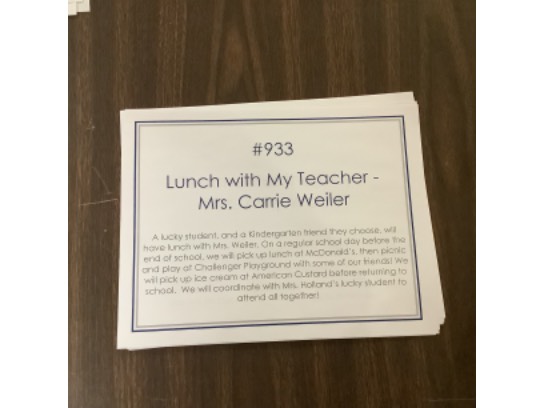 #933
Lunch with My Teacher -
Mrs. Carrie Weiler
A lucky student, and a Kindergarten friend they choose, will
have lunch with Mrs. Weiler. On a regular school day before the
end of school, we will pick up lunch at McDonald's, then picnic
and play at Challenger Playground with some of our friends! We
will pick up ice cream at American Custard before returning to
school. We will coordinate with Mrs. Holland's lucky student to
attend all together!